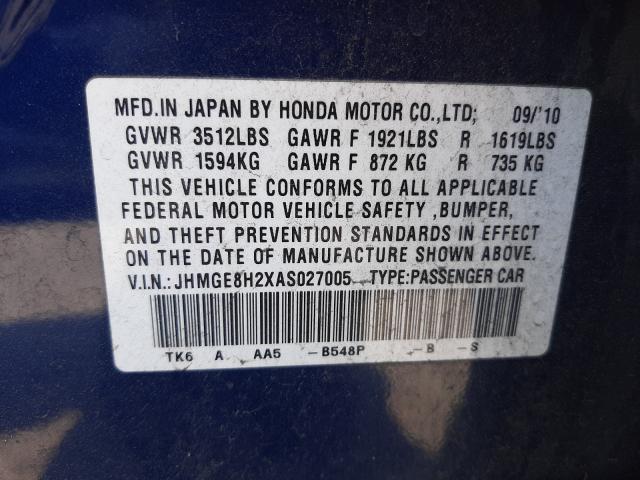 MFD.IN JAPAN BY HONDA MOTOR CO.,LTD; 09/'10
GVWR 3512LBS GAWR F 1921LBS R 1619LBS
GVWR 1594KG GAWR F 872 KG R 735 KG
THIS VEHICLE CONFORMS TO ALL APPLICABLE
FEDERAL MOTOR VEHICLE SAFETY ,BUMPER,
AND THEFT PREVENTION STANDARDS IN EFFECT
ON THE DATE OF MANUFACTURE SHOWN ABOVE.
V.I.N.: JHMGE8H2XAS027005 TYPE:PASSENGER CAR
TK6 A AA5 -B548P -B -S